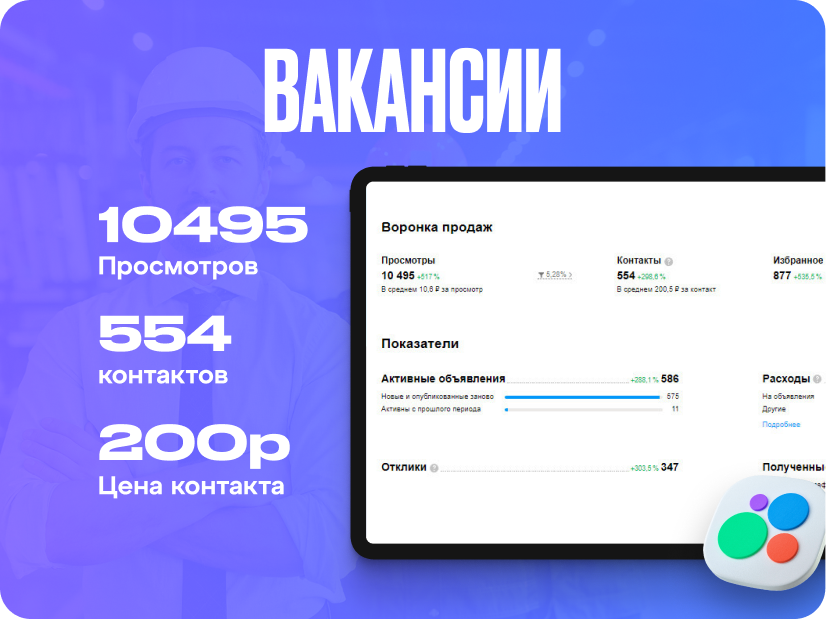 ВАКАНСИИ
10495
Просмотров
554
контактов
200р
Цена контакта
Воронка продаж
Просмотры
10 495 +617 %
В среднем 10,6 ₽ за просмотр
5,28%
Контакты
554 +298,6 %
В среднем 200,5 ₽ за контакт
Избранное
877 +535,5 %
Показатели
Активные объявления +288,1 % 586
Новые и опубликованные заново 575
Активны с прошлого периода 11
Расходы
На объявления
Другие
Подробнее
Отклики +303,5 % 347
Полученны